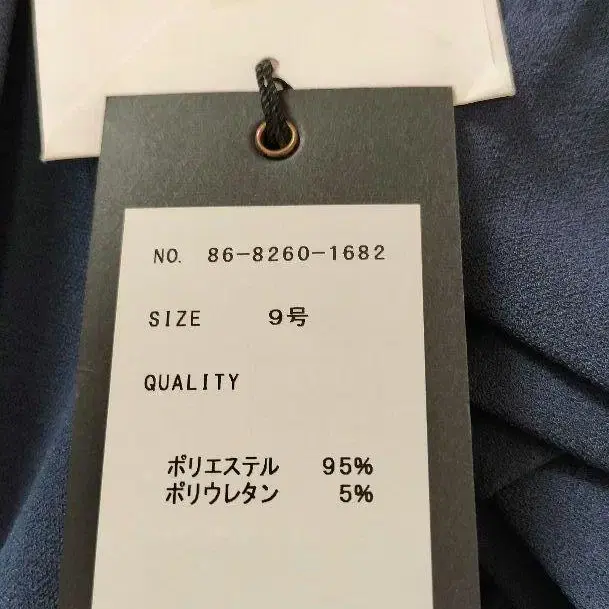 NO. 86-8260-1682
SIZE 9号
QUALITY
ポリエステル 95%
ポリウレタン 5%